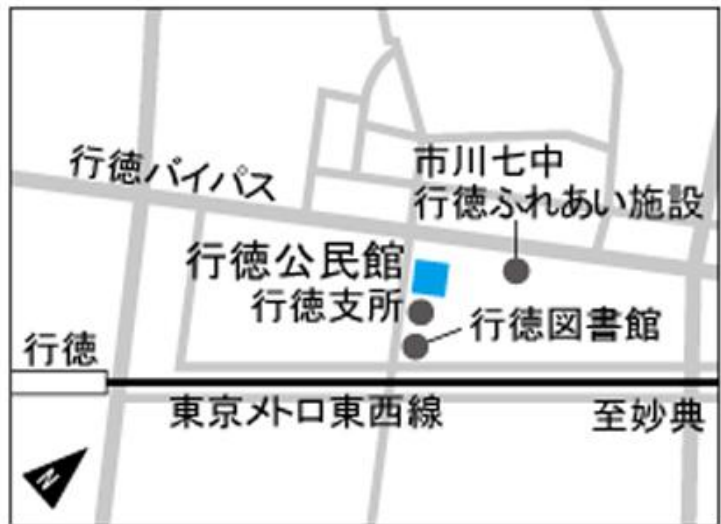 行徳バイパス
市川七中
行徳ふれあい施設
行徳公民館
行徳支所
行徳図書館
行徳
東京メトロ東西線
至妙典
N